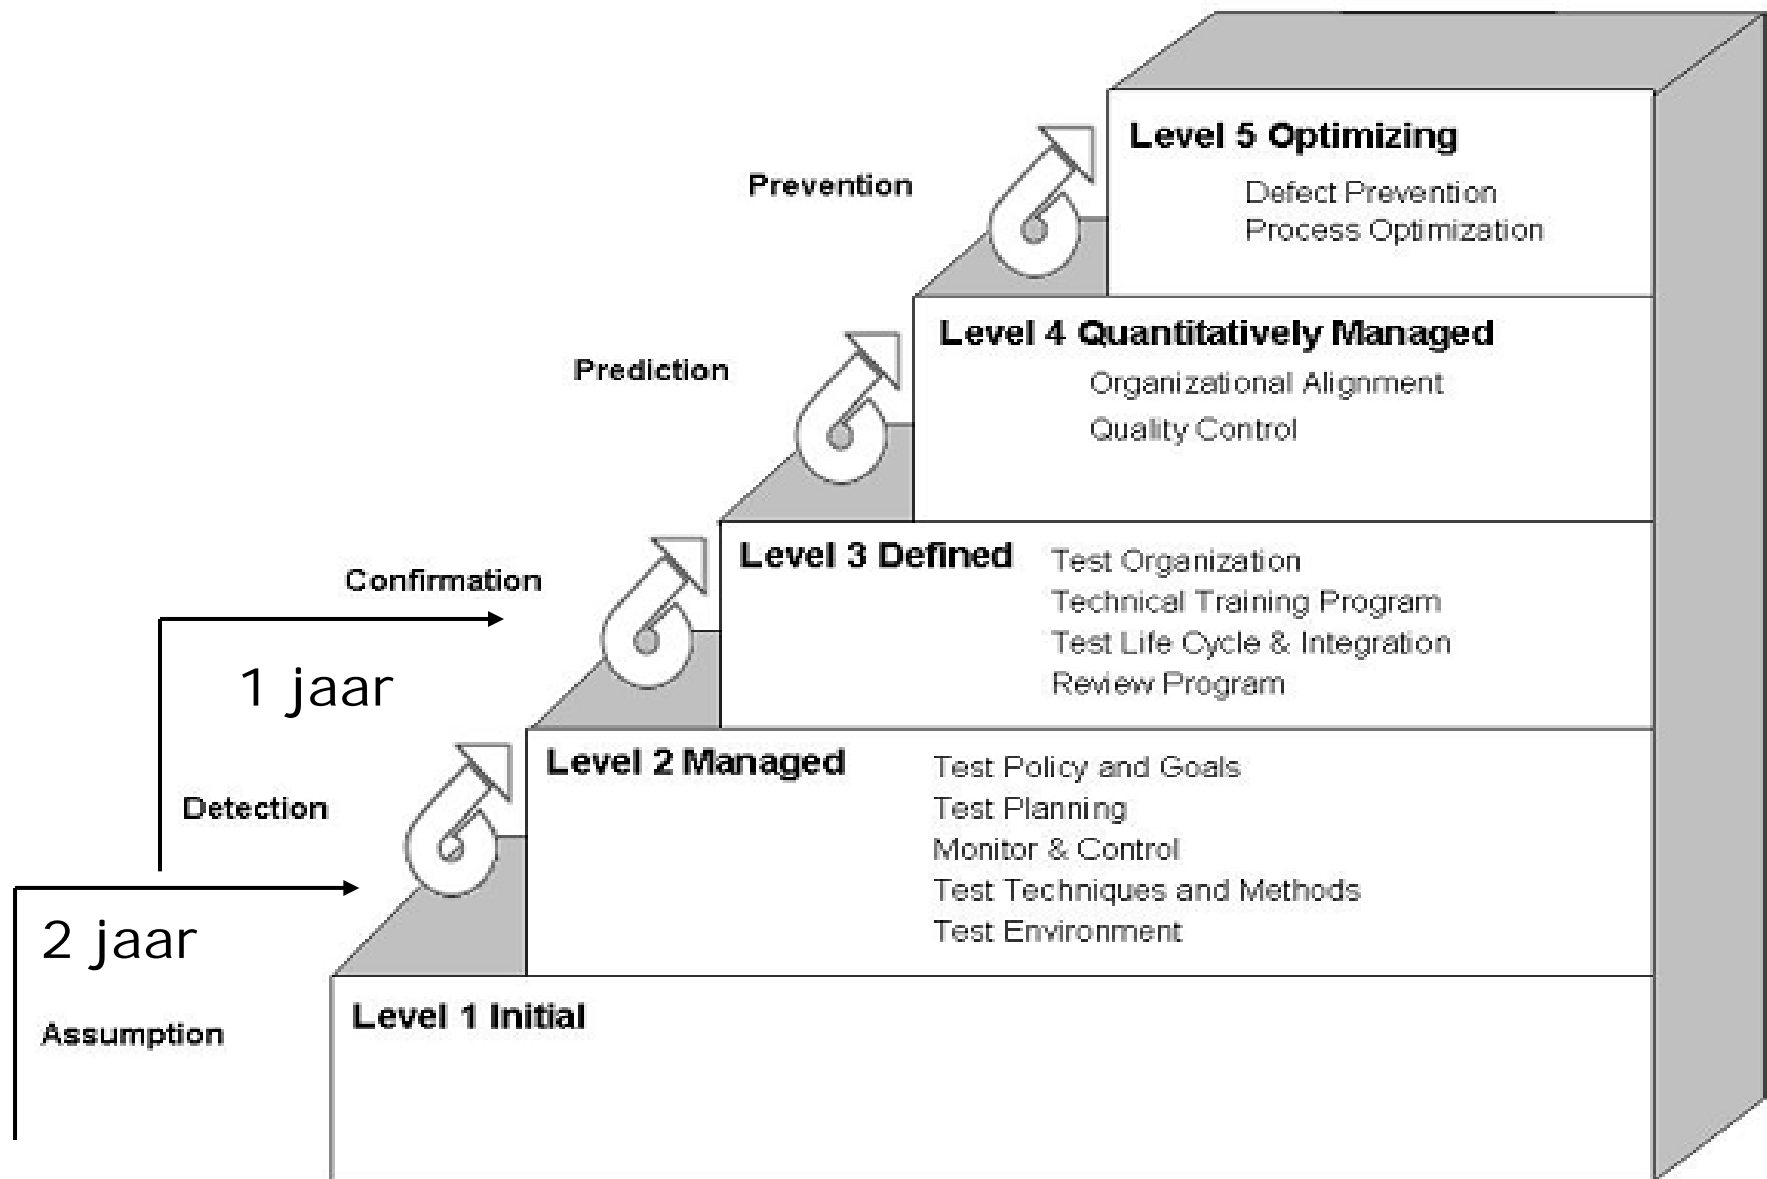 Level 5 Optimizing
Prevention
Defect Prevention
Process Optimization
Level 4 Quantitatively Managed
Prediction
Organizational Alignment
Quality Control
Level 3 Defined
Test Organization
Confirmation
Technical Training Program
Test Life Cycle & Integration
Review Program
1 jaar
Level 2 Managed
Test Policy and Goals
Detection
Test Planning
Monitor & Control
Test Techniques and Methods
Test Environment
2 jaar
Level 1 Initial
Assumption